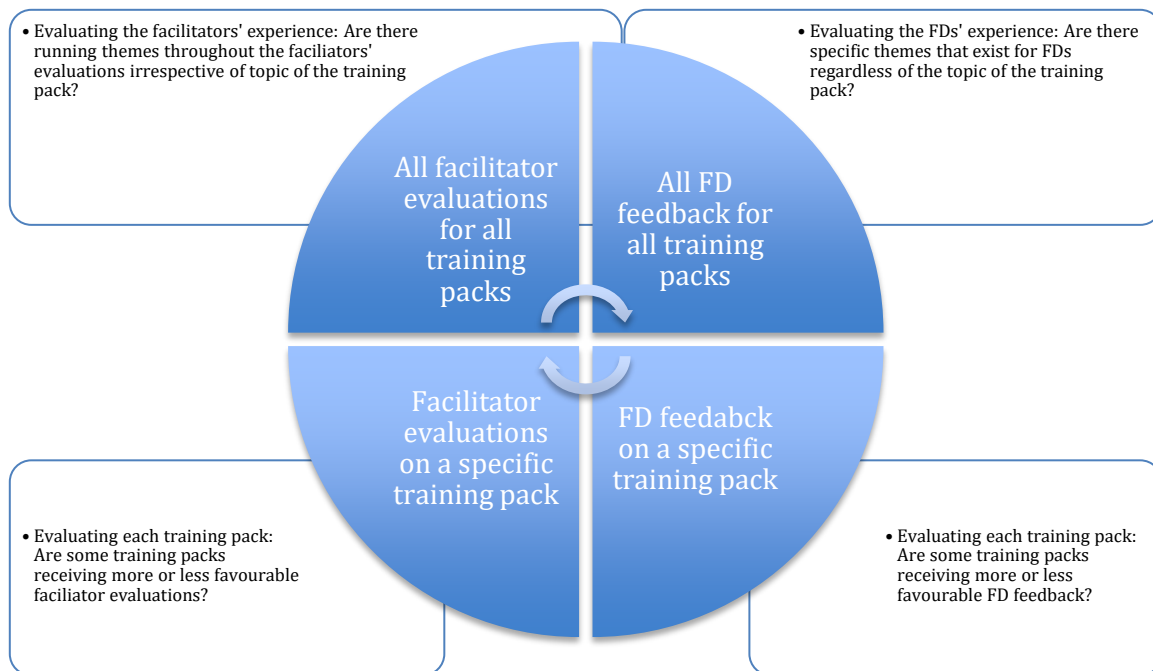 • Evaluating the facilitators' experience: Are there
running themes throughout the faciliators'
evaluations irrespective of topic of the training
pack?
• Evaluating the FDs' experience: Are there
specific themes that exist for FDs
regardless of the topic of the training
pack?
All facilitator
evaluations
for all
training
packs
All FD
feedback for
all training
packs
Facilitator
evaluations
on a specific
training pack
FD feedabck
on a specific
training pack
• Evaluating each training pack:
Are some training packs
receiving more or less favourable
faciliator evaluations?
• Evaluating each training pack:
Are some training packs
receiving more or less
favourable FD feedback?